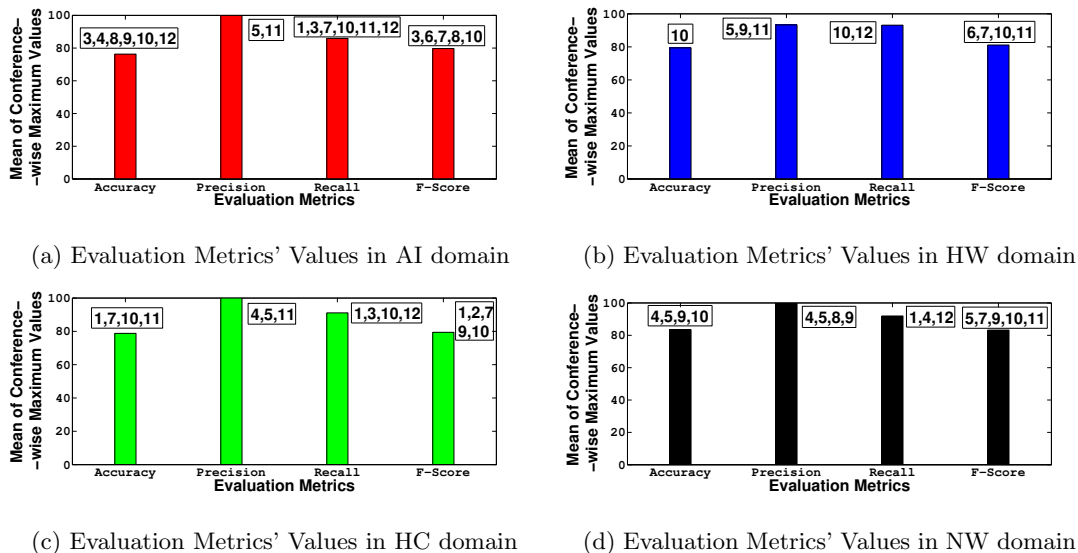 Mean of Conference–
–wise Maximum Values
100
80
60
40
20
0
3,4,8,9,10,12
5,11
1,3,7,10,11,12
3,6,7,8,10
Accuracy Precision Recall F–Score
Evaluation Metrics
(a) Evaluation Metrics' Values in AI domain
Mean of Conference–
–wise Maximum Values
100
80
60
40
20
0
10
5,9,11
10,12
6,7,10,11
Accuracy Precision Recall F–Score
Evaluation Metrics
(b) Evaluation Metrics' Values in HW domain
Mean of Conference–
–wise Maximum Values
100
80
60
40
20
0
1,7,10,11
4,5,11
1,3,10,12
1,2,7
9,10
Accuracy Precision Recall F–Score
Evaluation Metrics
(c) Evaluation Metrics' Values in HC domain
Mean of Conference–
–wise Maximum Values
100
80
60
40
20
0
4,5,9,10
4,5,8,9
1,4,12
5,7,9,10,11
Accuracy Precision Recall F–Score
Evaluation Metrics
(d) Evaluation Metrics' Values in NW domain